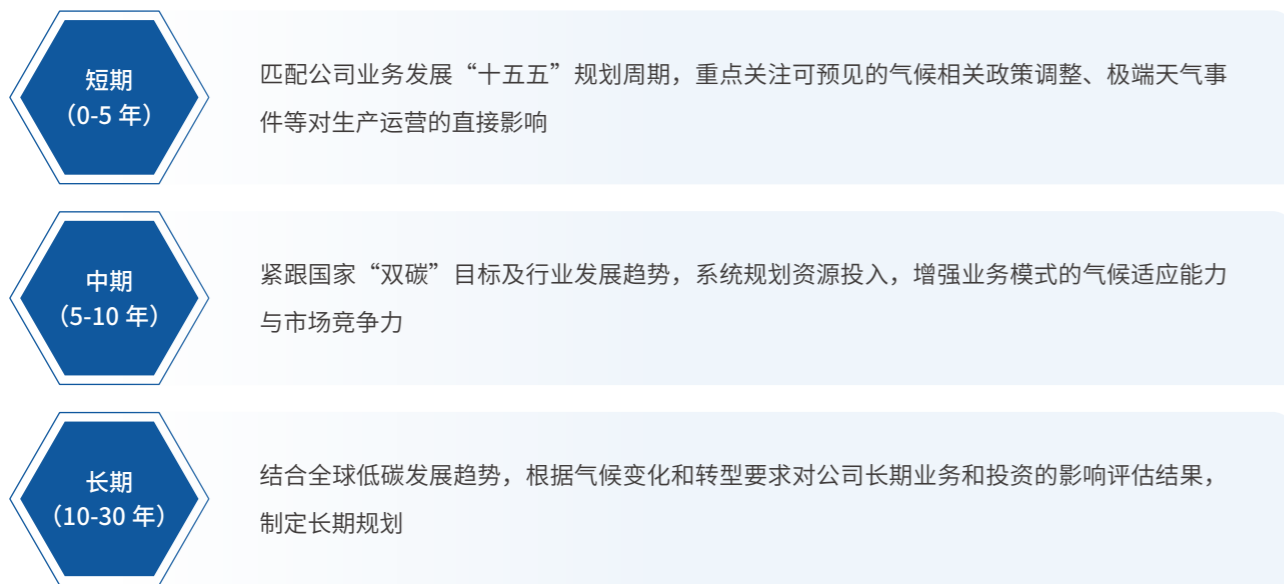 短期
（0-5 年）
匹配公司业务发展“十五五”规划周期，重点关注可预见的气候相关政策调整、极端天气事
件等对生产运营的直接影响
中期
（5-10 年）
紧跟国家“双碳”目标及行业发展趋势，系统规划资源投入，增强业务模式的气候适应能力
与市场竞争力
长期
（10-30 年）
结合全球低碳发展趋势，根据气候变化和转型要求对公司长期业务和投资的影响评估结果，
制定长期规划